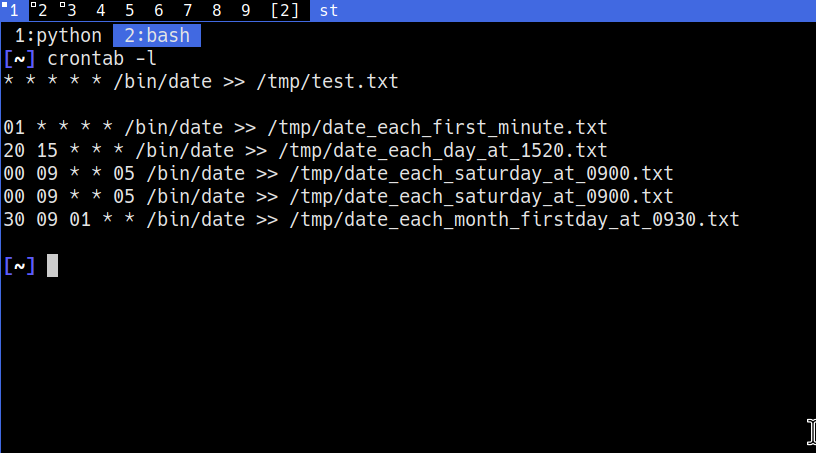 1 2 3 4 5 6 7 8 9 [2] st
1:python 2:bash
[~] crontab -l
* * * * * /bin/date >> /tmp/test.txt
01 * * * * /bin/date >> /tmp/date_each_first_minute.txt
20 15 * * * /bin/date >> /tmp/date_each_day_at_1520.txt
00 09 * * 05 /bin/date >> /tmp/date_each_saturday_at_0900.txt
00 09 * * 05 /bin/date >> /tmp/date_each_saturday_at_0900.txt
30 09 01 * * /bin/date >> /tmp/date_each_month_firstday_at_0930.txt
[~]